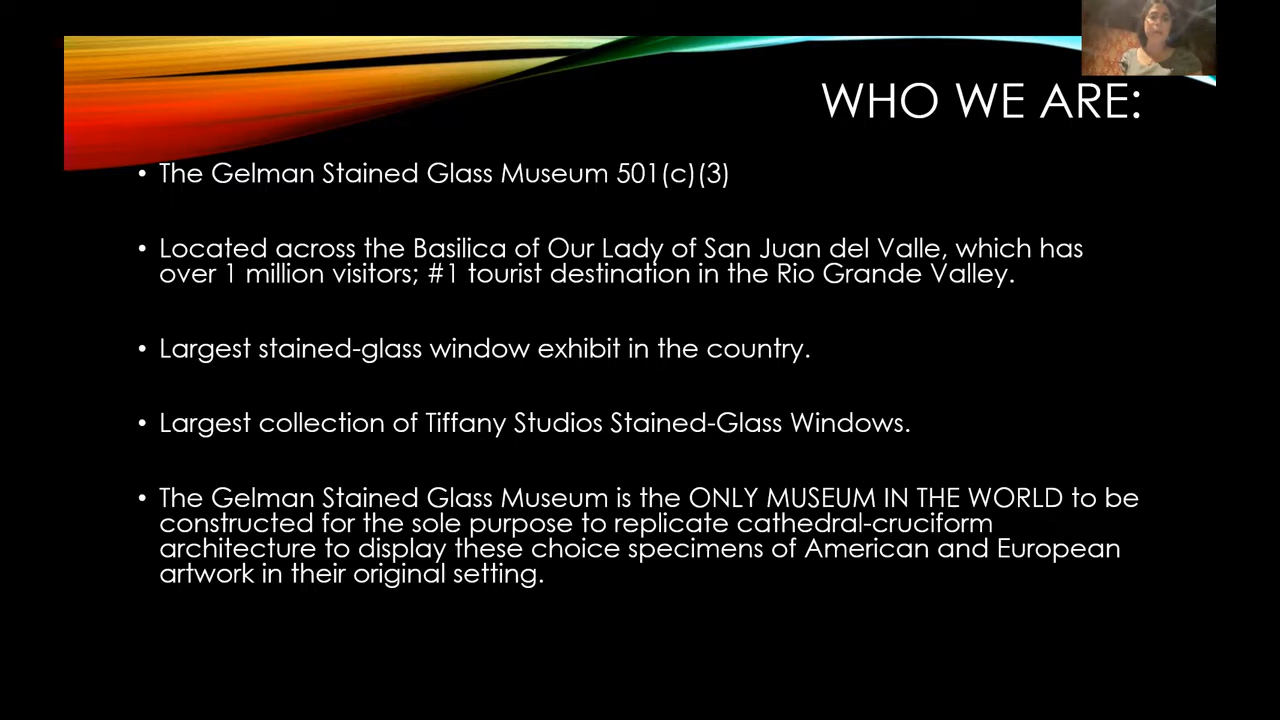 WHO WE ARE:
• The Gelman Stained Glass Museum 501(c)(3)
• Located across the Basilica of Our Lady of San Juan del Valle, which has
over 1 million visitors; #1 tourist destination in the Rio Grande Valley.
• Largest stained-glass window exhibit in the country.
• Largest collection of Tiffany Studios Stained-Glass Windows.
• The Gelman Stained Glass Museum is the ONLY MUSEUM IN THE WORLD to be
constructed for the sole purpose to replicate cathedral-cruciform
architecture to display these choice specimens of American and European
artwork in their original setting.